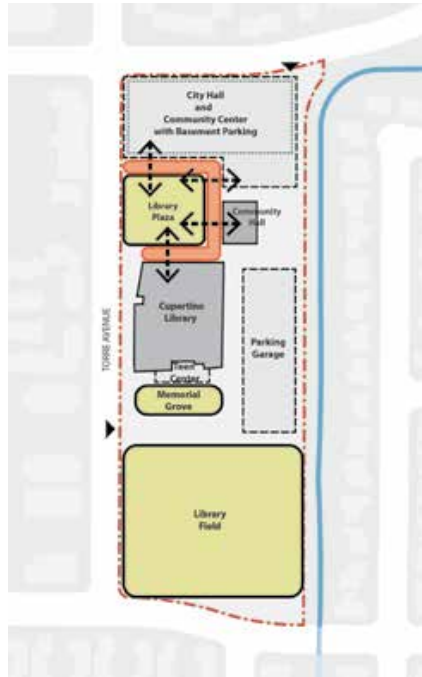 City Hall
and
Community Center
with Basement Parking
Library
Plaza
Community
Hall
Cupertino
Library
Parking
Garage
TORRE AVENUE
Teen
Center
Memorial
Grove
Library
Field